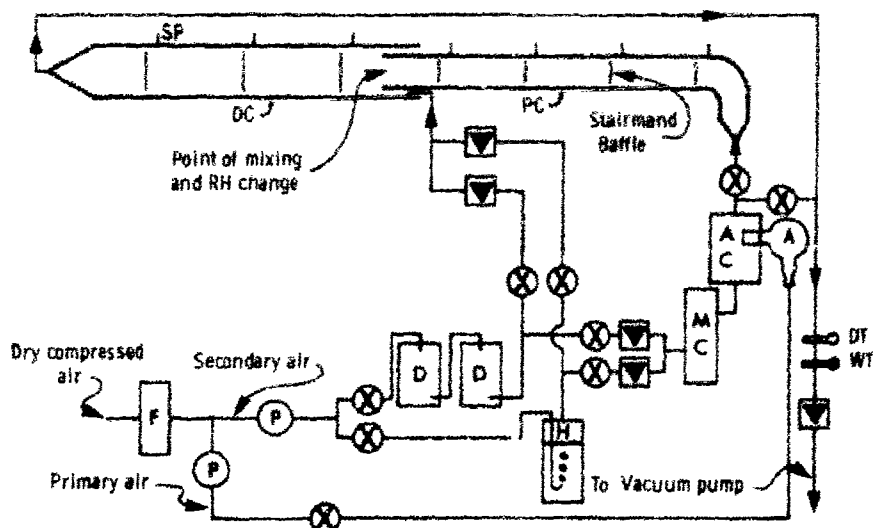 SP
DC
PC
Stairmand
Baffle
Point of mixing
and RH change
A
C
A
M
C
DT
WT
Dry compressed
air
Secondary air
F
P
D
D
H
P
Primary air
To Vacuum pump